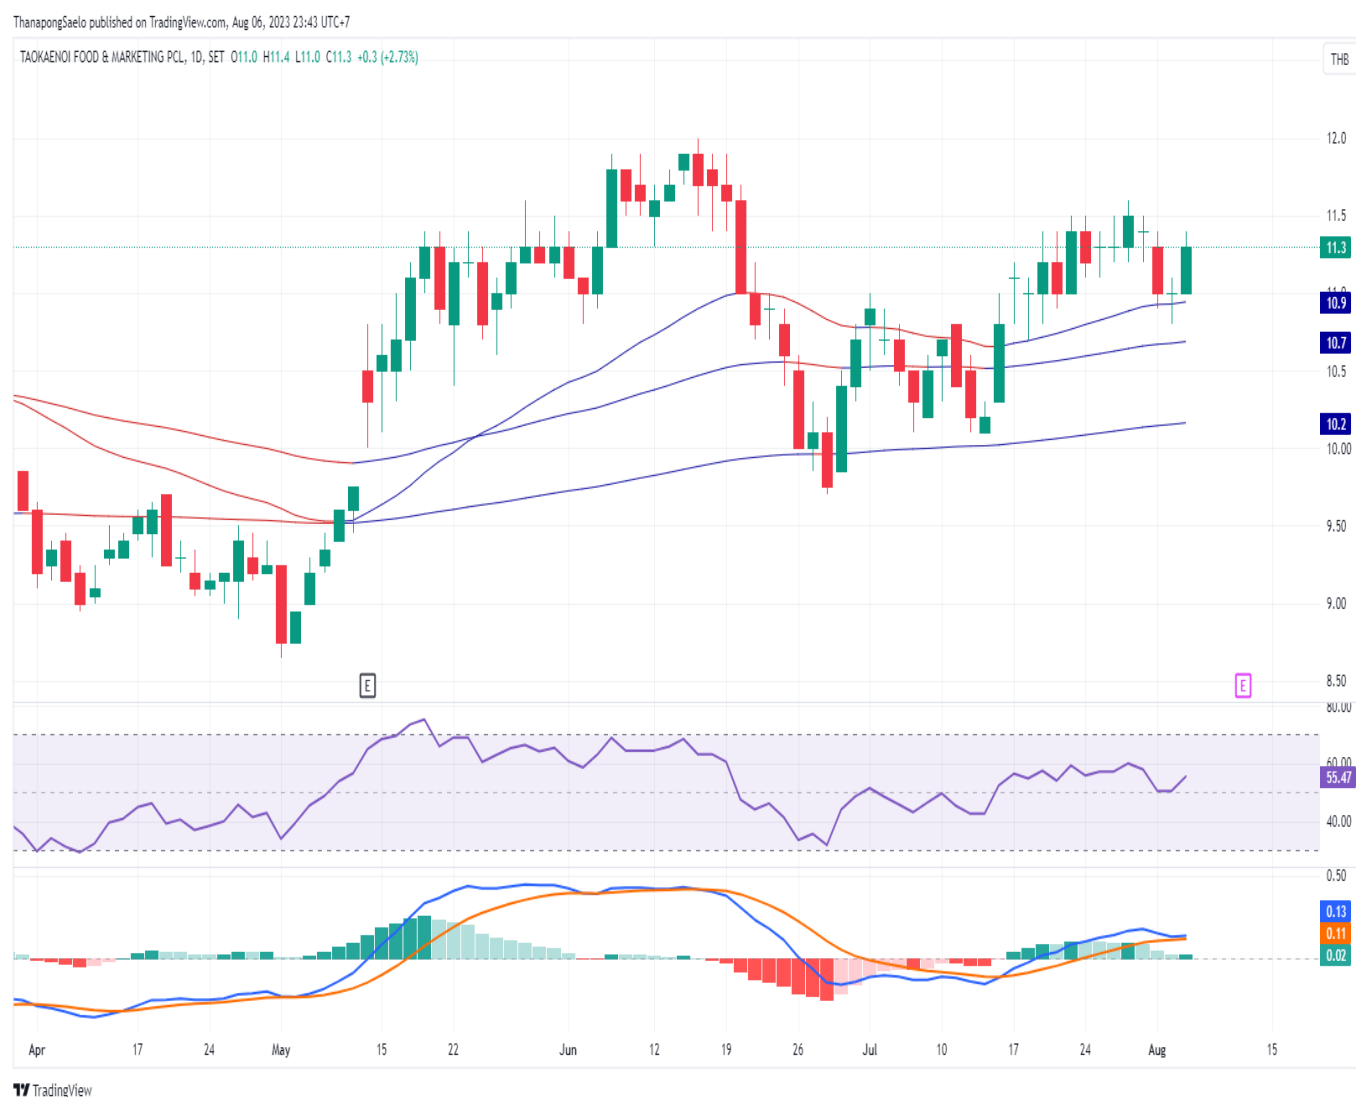 ThanapongSaelo published on TradingView.com, Aug 06, 2023 23:43 UTC+7
TAOKAENOI FOOD & MARKETING PCL, 1D, SET O11.0 H11.4 L11.0 C11.3 +0.3 (+2.73%)
THB
12.0
11.5
11.3
11.0
10.9
10.7
10.5
10.2
10.00
9.50
9.00
8.50
E
E
80.00
60.00
55.47
40.00
0.50
0.13
0.11
0.02
Apr 17 24 May 15 22 Jun 12 19 26 Jul 10 17 24 Aug 15
TradingView